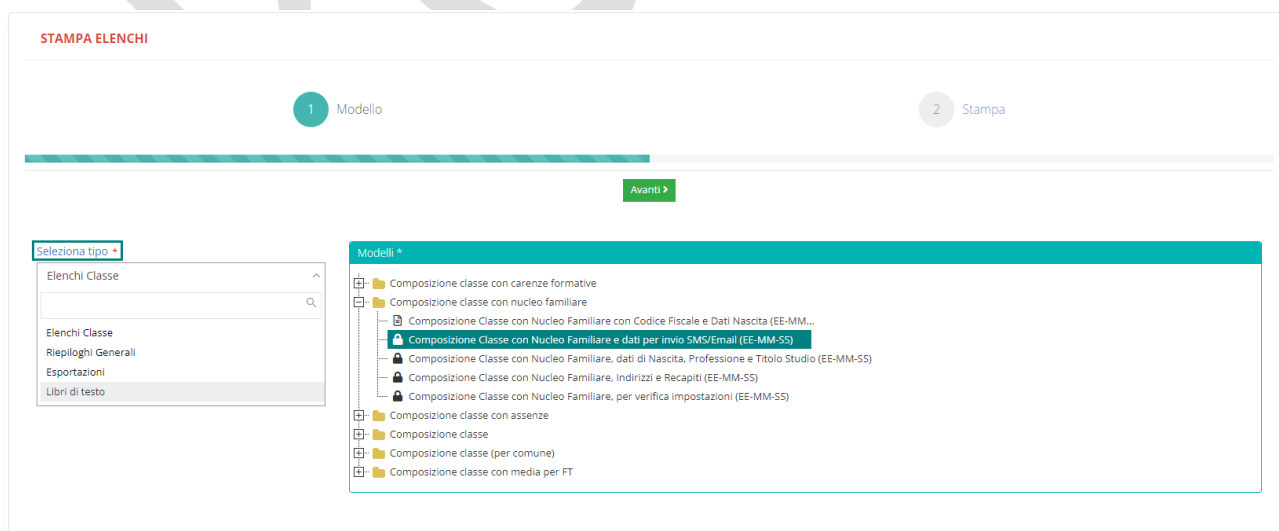 STAMPA ELENCHI
1 Modello
2 Stampa
Avanti >
Seleziona tipo *
Elenchi Classe
Elenchi Classe
Riepiloghi Generali
Esportazioni
Libri di testo
Modelli *
Composizione classe con carenze formative
Composizione classe con nucleo familiare
Composizione Classe con Nucleo Familiare con Codice Fiscale e Dati Nascita (EE-MM...
Composizione Classe con Nucleo Familiare e dati per invio SMS/Email (EE-MM-SS)
Composizione Classe con Nucleo Familiare, dati di Nascita, Professione e Titolo Studio (EE-MM-SS)
Composizione Classe con Nucleo Familiare, Indirizzi e Recapiti (EE-MM-SS)
Composizione Classe con Nucleo Familiare, per verifica impostazioni (EE-MM-SS)
Composizione classe con assenze
Composizione classe
Composizione classe (per comune)
Composizione classe con media per FT